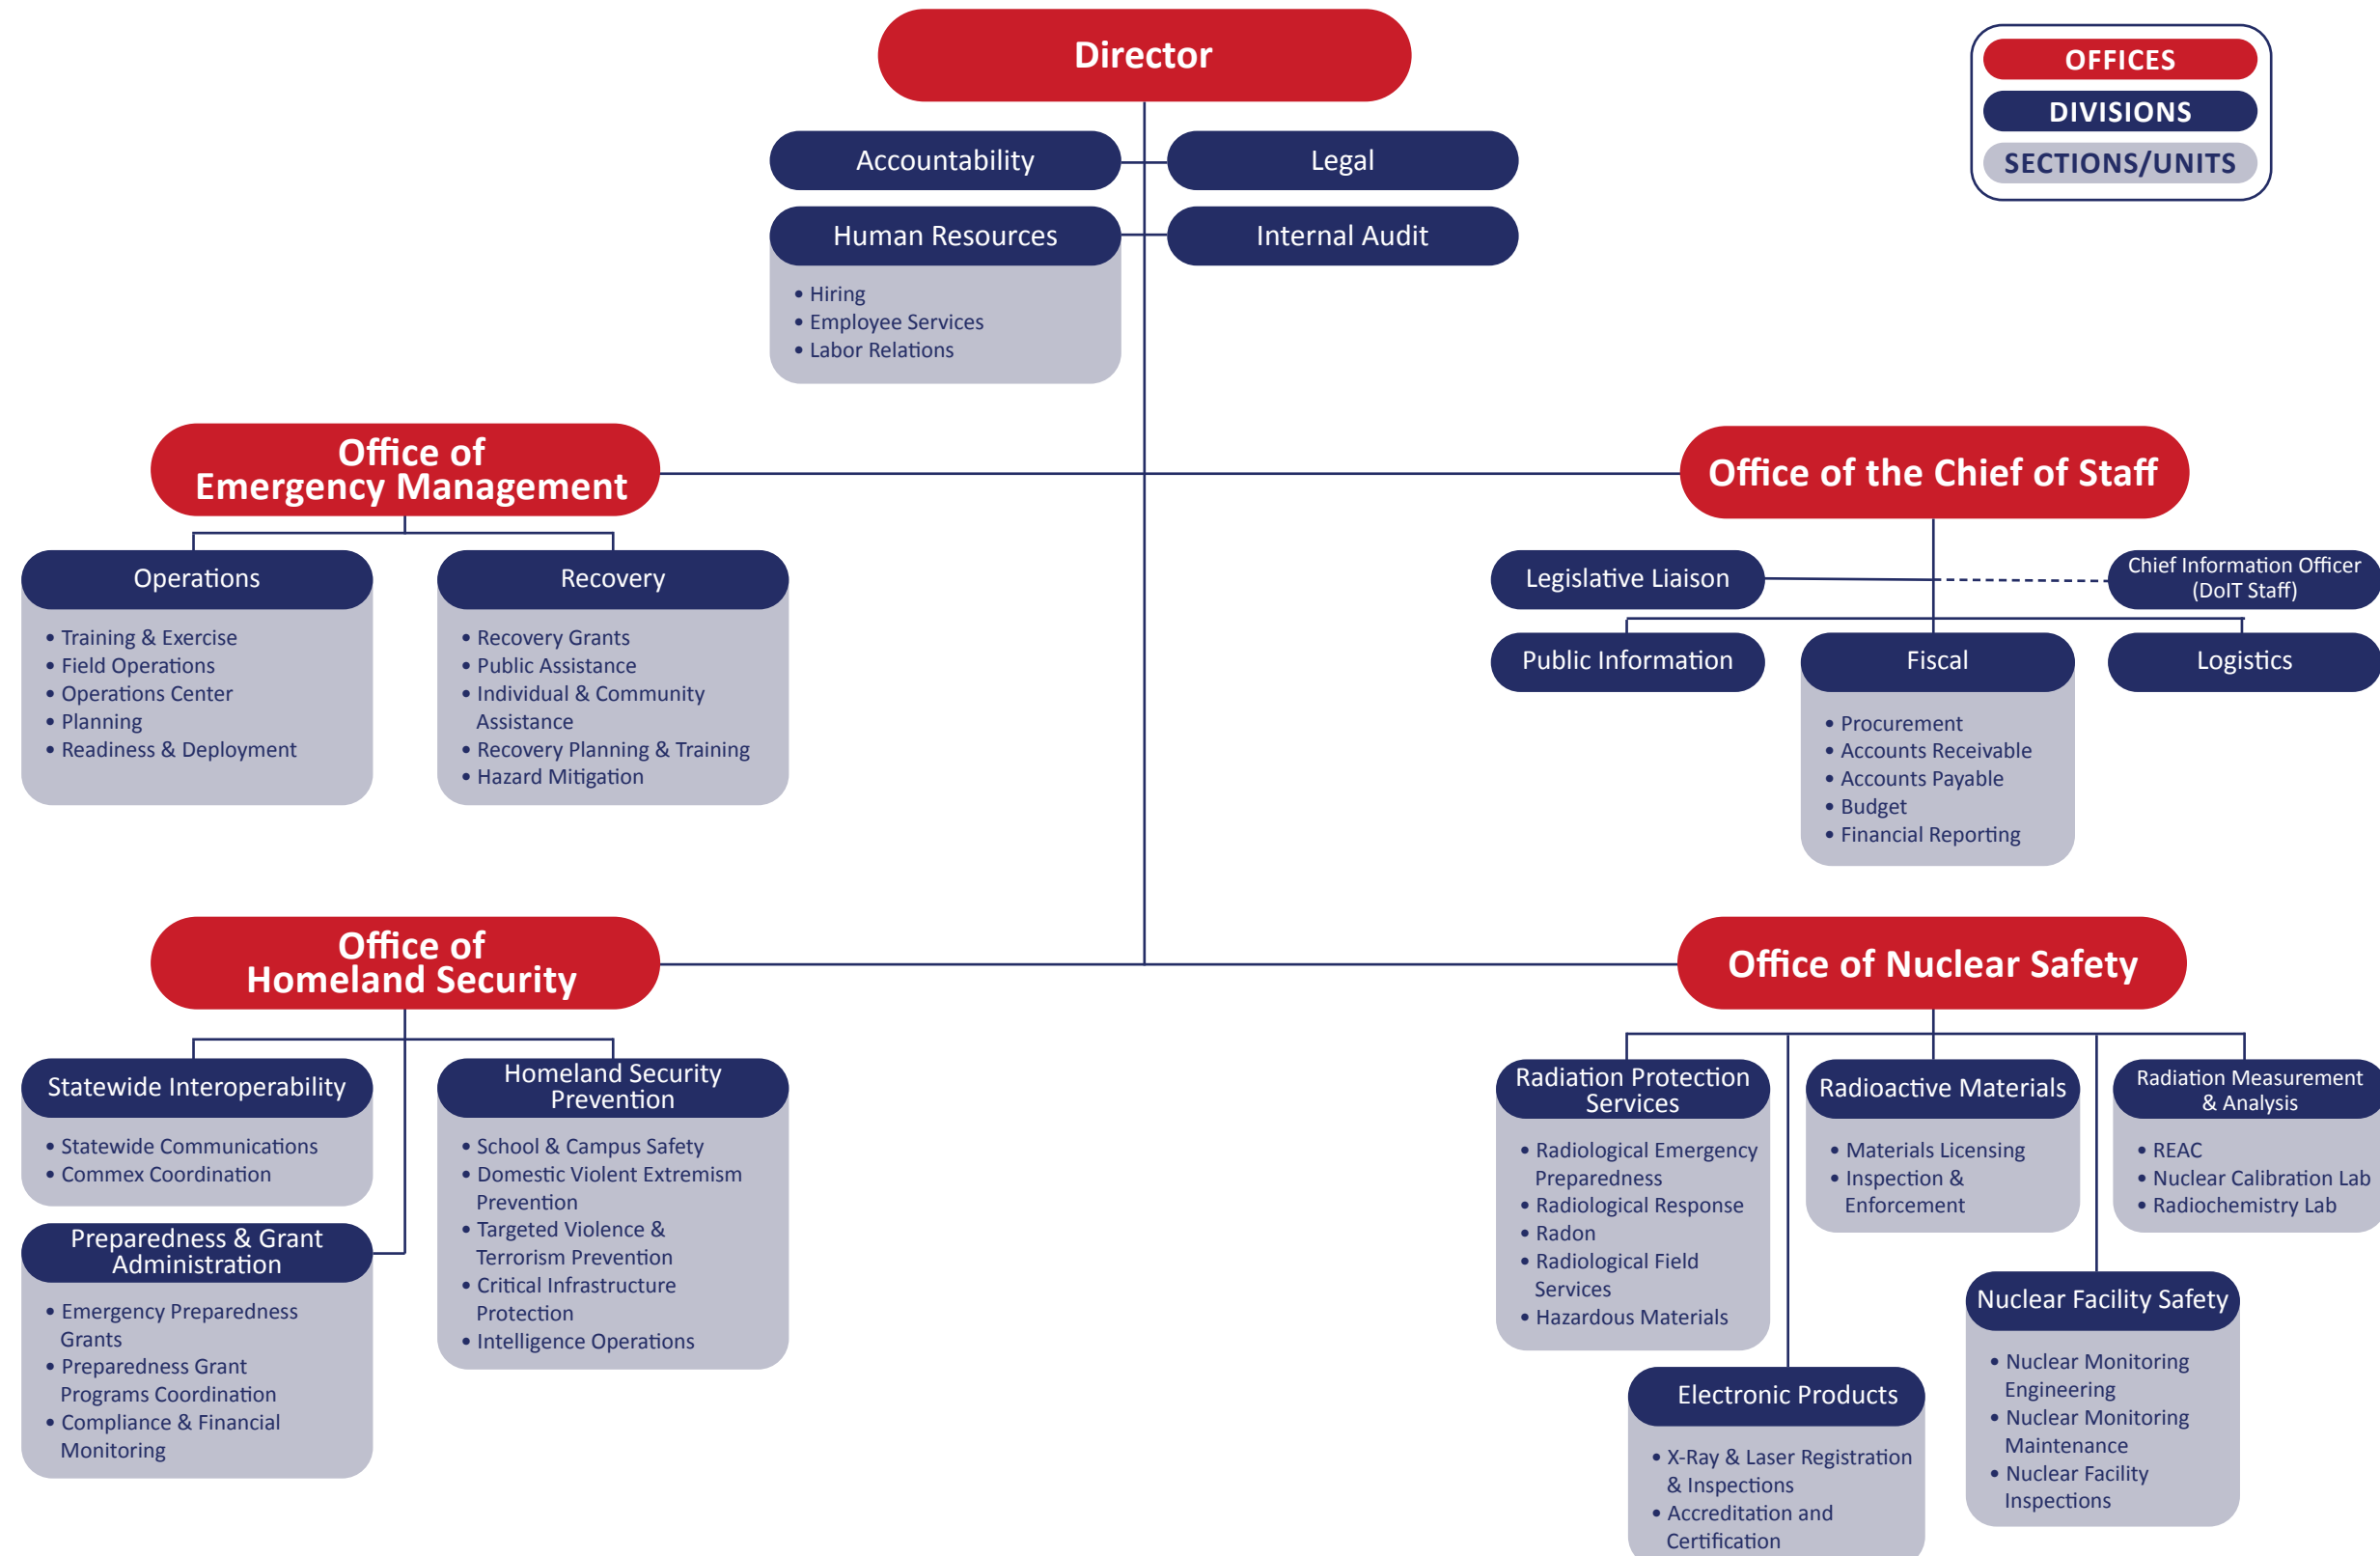 Director
OFFICES
DIVISIONS
SECTIONS/UNITS
Accountability
Legal
Human Resources
• Hiring
• Employee Services
• Labor Relations
Internal Audit
Office of
Emergency Management
Operations
• Training & Exercise
• Field Operations
• Operations Center
• Planning
• Readiness & Deployment
Recovery
• Recovery Grants
• Public Assistance
• Individual & Community
Assistance
• Recovery Planning & Training
• Hazard Mitigation
Office of the Chief of Staff
Legislative Liaison
Chief Information Officer
(DoIT Staff)
Public Information
Fiscal
• Procurement
• Accounts Receivable
• Accounts Payable
• Budget
• Financial Reporting
Logistics
Office of
Homeland Security
Statewide Interoperability
• Statewide Communications
• Commex Coordination
Preparedness & Grant
Administration
• Emergency Preparedness
Grants
• Preparedness Grant
Programs Coordination
• Compliance & Financial
Monitoring
Homeland Security
Prevention
• School & Campus Safety
• Domestic Violent Extremism
Prevention
• Targeted Violence &
Terrorism Prevention
• Critical Infrastructure
Protection
• Intelligence Operations
Office of Nuclear Safety
Radiation Protection
Services
• Radiological Emergency
Preparedness
• Radiological Response
• Radon
• Radiological Field
Services
• Hazardous Materials
Radioactive Materials
• Materials Licensing
• Inspection &
Enforcement
Radiation Measurement
& Analysis
• REAC
• Nuclear Calibration Lab
• Radiochemistry Lab
Electronic Products
• X-Ray & Laser Registration
& Inspections
• Accreditation and
Certification
Nuclear Facility Safety
• Nuclear Monitoring
Engineering
• Nuclear Monitoring
Maintenance
• Nuclear Facility
Inspections